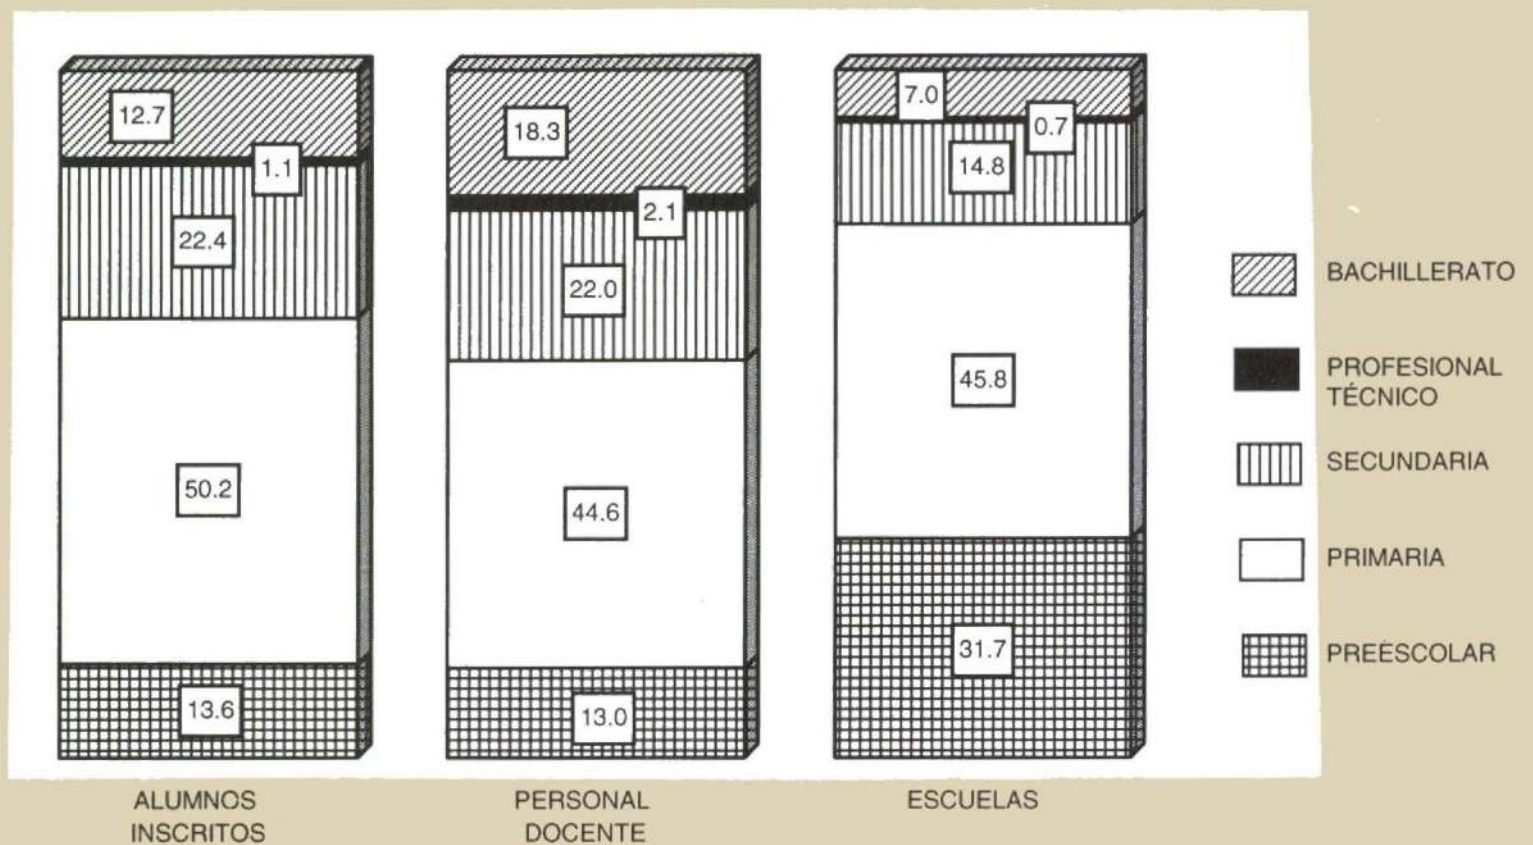 12.7
1.1
22.4
50.2
13.6
18.3
2.1
22.0
44.6
13.0
7.0
0.7
14.8
45.8
31.7
BACHILLERATO
PROFESIONAL
TÉCNICO
SECUNDARIA
PRIMARIA
PREESCOLAR
ALUMNOS
INSCRITOS
PERSONAL
DOCENTE
ESCUELAS